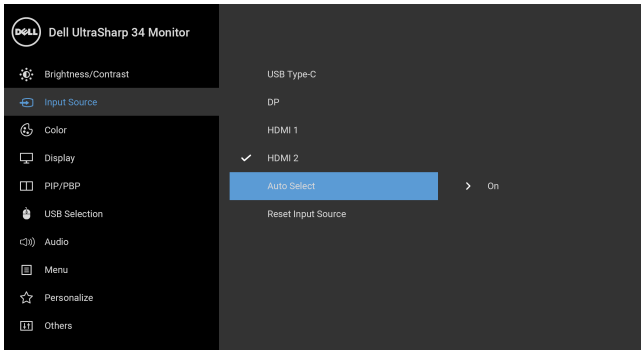 DELL Dell UltraSharp 34 Monitor
Brightness/Contrast
USB Type-C
Input Source
DP
Color
HDMI 1
Display
HDMI 2
PIP/PBP
Auto Select
On
USB Selection
Reset Input Source
Audio
Menu
Personalize
Others